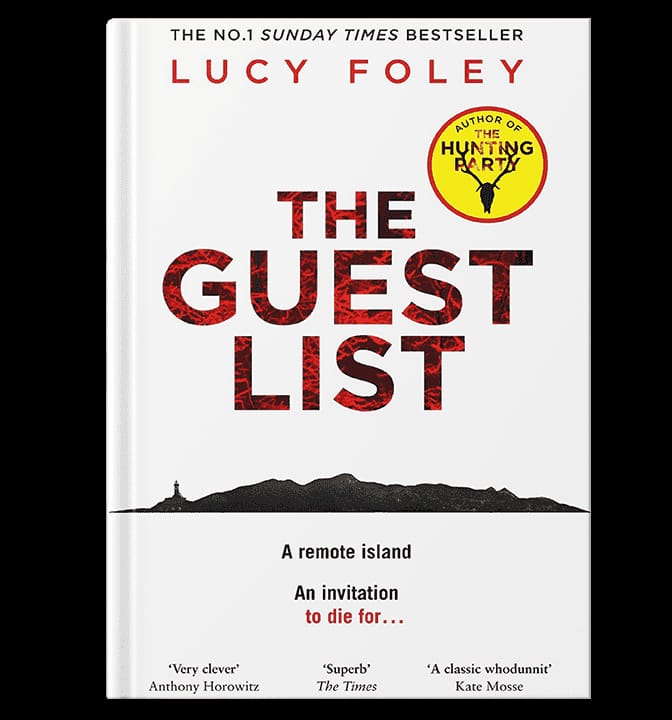 THE NO.1 SUNDAY TIMES BESTSELLER
LUCY FOLEY
AUTHOR OF
THE
HUNTING
PARTY
THE
GUEST
LIST
A remote island
An invitation
to die for...
‘Very clever’
Anthony Horowitz
‘Superb’
The Times
‘A classic whodunnit’
Kate Mosse